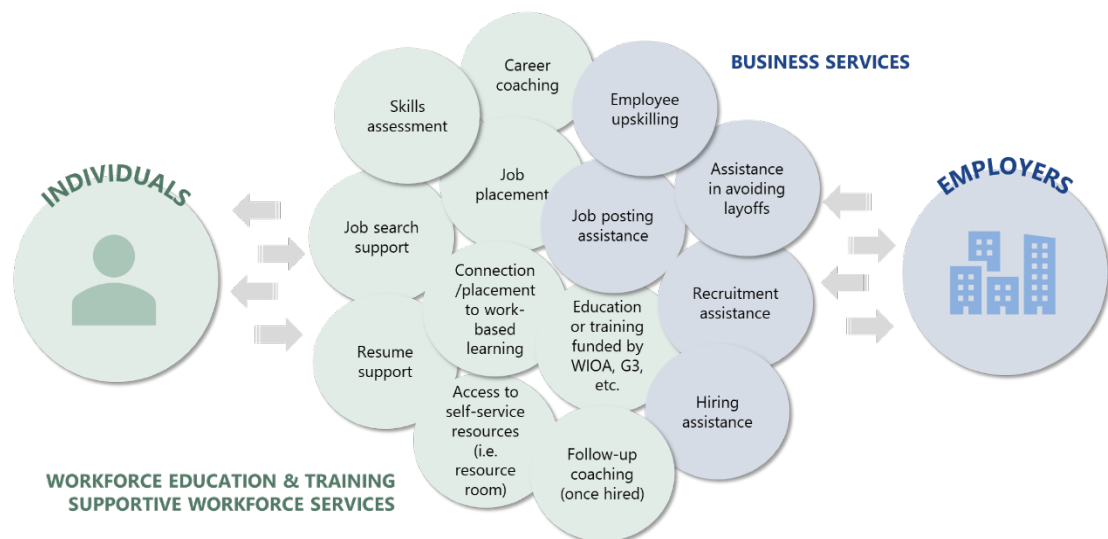 BUSINESS SERVICES
Career
coaching
Skills
assessment
Employee
upskilling
INDIVIDUALS
Job
placement
Assistance
in avoiding
layoffs
EMPLOYERS
Job search
support
Job posting
assistance
Connection
/placement
to work-
based
learning
Education
or training
funded by
WIOA, G3,
etc.
Recruitment
assistance
Resume
support
Access to
self-service
resources
(i.e.
resource
room)
Hiring
assistance
Follow-up
coaching
(once hired)
WORKFORCE EDUCATION & TRAINING
SUPPORTIVE WORKFORCE SERVICES